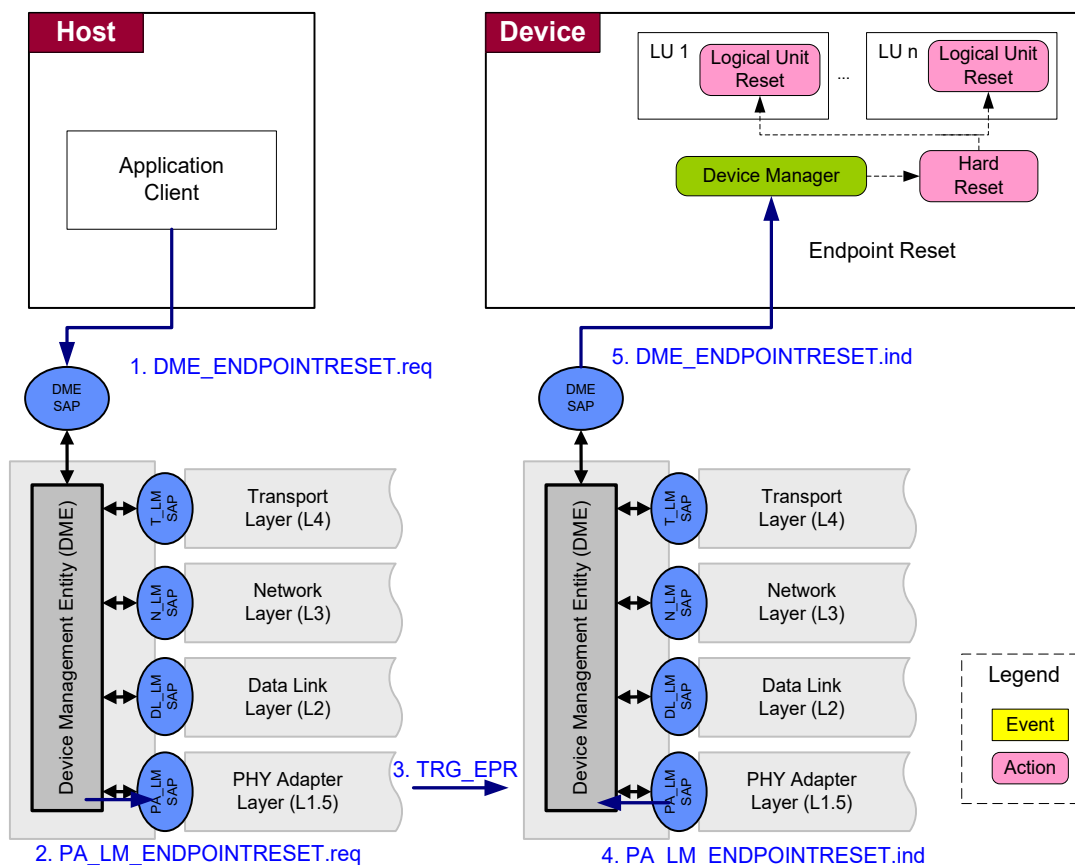 Host
Application
Client
Device
LU 1
Logical Unit
Reset
...
LU n
Logical Unit
Reset
Device Manager
Hard
Reset
Endpoint Reset
1. DME_ENDPOINTRESET.req
5. DME_ENDPOINTRESET.ind
DME
SAP
DME
SAP
Device Management Entity (DME)
T_LM
SAP
Transport
Layer (L4)
N_LM
SAP
Network
Layer (L3)
DL_LM
SAP
Data Link
Layer (L2)
PA_LM
SAP
PHY Adapter
Layer (L1.5)
2. PA_LM_ENDPOINTRESET.req
3. TRG_EPR
Device Management Entity (DME)
T_LM
SAP
Transport
Layer (L4)
N_LM
SAP
Network
Layer (L3)
DL_LM
SAP
Data Link
Layer (L2)
PA_LM
SAP
PHY Adapter
Layer (L1.5)
4. PA_LM_ENDPOINTRESET.ind
Legend
Event
Action